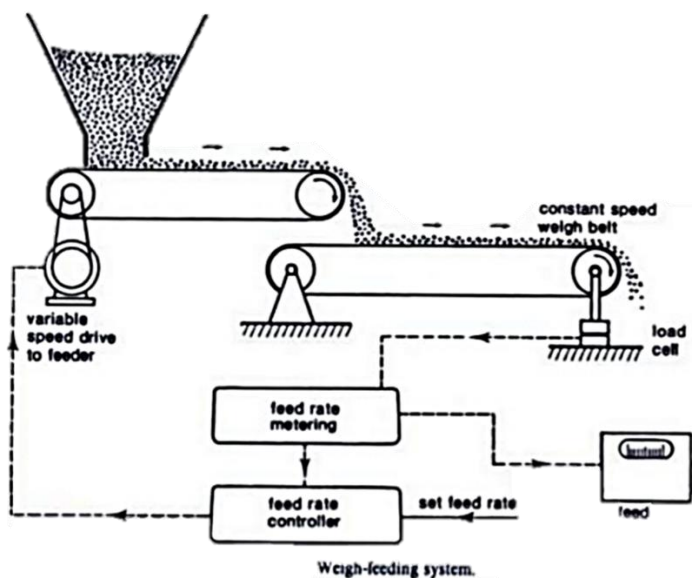 constant speed
weigh belt
variable
speed drive
to feeder
load
cell
feed rate
metering
feed rate
controller
set feed rate
feed
Weigh-feeding system.